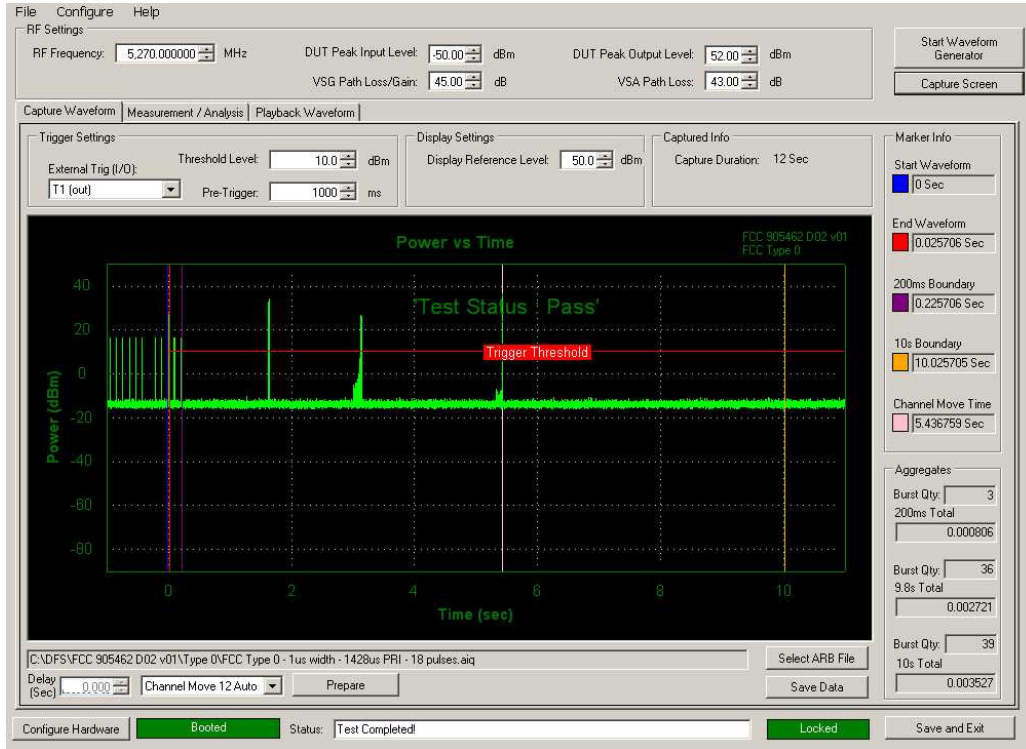 File Configure Help
RF Settings
RF Frequency: 5,270.000000 MHz
DUT Peak Input Level: -50.00 dBm
DUT Peak Output Level: 52.00 dBm
VSG Path Loss/Gain: 45.00 dB
VSA Path Loss: 43.00 dB
Start Waveform
Generator
Capture Screen
Capture Waveform Measurement / Analysis Playback Waveform
Trigger Settings
External Trig (I/O):
T1 (out)
Threshold Level: 10.0 dBm
Pre-Trigger: 1000 ms
Display Settings
Display Reference Level: 50.0 dBm
Captured Info
Capture Duration: 12 Sec
Power vs Time
FCC 905462 D02 v01
FCC Type 0
'Test Status : Pass'
Trigger Threshold
Power (dBm)
40
20
0
-20
-40
-60
-80
0 2 4 6 8 10
Time (sec)
Marker Info
Start Waveform
0 Sec
End Waveform
0.025706 Sec
200ms Boundary
0.225706 Sec
10s Boundary
10.025705 Sec
Channel Move Time
5.436759 Sec
Aggregates
Burst Qty: 3
200ms Total
0.000806
Burst Qty: 36
9.8s Total
0.002721
Burst Qty: 39
10s Total
0.003527
C:\DFS\FCC 905462 D02 v01\Type 0\FCC Type 0 - 1us width - 1428us PRI - 18 pulses.aiq
Select ARB File
Delay
(Sec) 0.000
Channel Move 12 Auto
Prepare
Save Data
Configure Hardware
Booted
Status: Test Completed!
Locked
Save and Exit